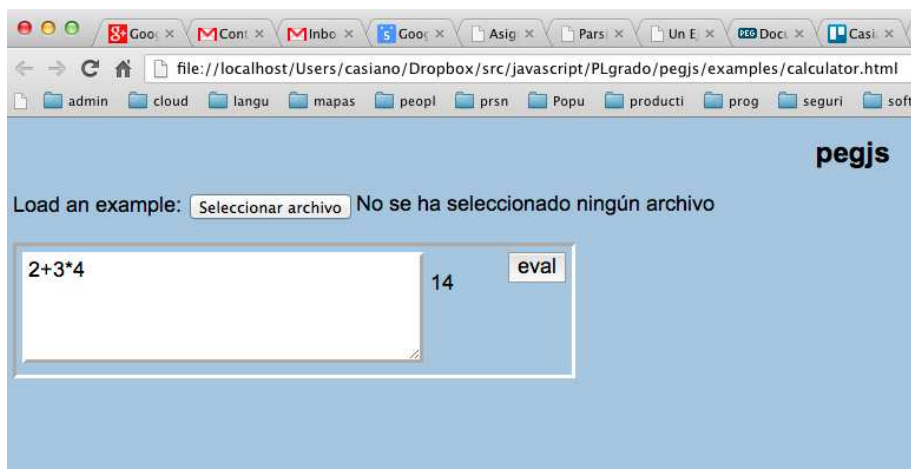 Goo Cont Inbo Goog Asig Pars Un E PEG Docu Casi
file://localhost/Users/casiano/Dropbox/src/javascript/PLgrado/pegjs/examples/calculator.html
admin cloud langu mapas peopl prsn Popu producti prog seguri soft
pegjs
Load an example: Seleccionar archivo No se ha seleccionado ningún archivo
2+3*4 14 eval